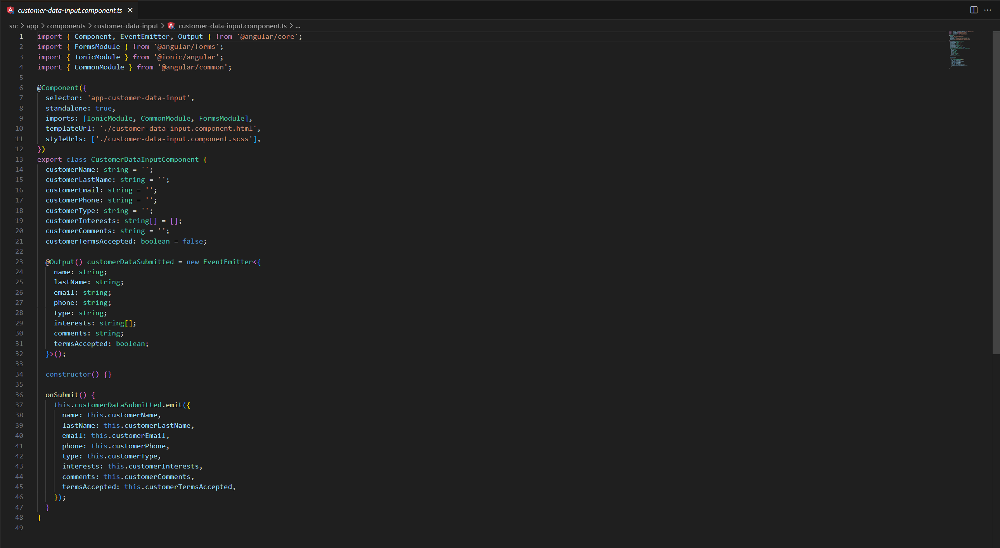 customer-data-input.component.ts
src > app > components > customer-data-input > customer-data-input.component.ts > ...
1 import { Component, EventEmitter, Output } from '@angular/core';
2 import { FormsModule } from '@angular/forms';
3 import { IonicModule } from '@ionic/angular';
4 import { CommonModule } from '@angular/common';
5
6 @Component({
7   selector: 'app-customer-data-input',
8   standalone: true,
9   imports: [IonicModule, CommonModule, FormsModule],
10   templateUrl: './customer-data-input.component.html',
11   styleUrls: ['./customer-data-input.component.scss'],
12 })
13 export class CustomerDataInputComponent {
14   customerName: string = '';
15   customerLastName: string = '';
16   customerEmail: string = '';
17   customerPhone: string = '';
18   customerType: string = '';
19   customerInterests: string[] = [];
20   customerComments: string = '';
21   customerTermsAccepted: boolean = false;
22
23   @Output() customerDataSubmitted = new EventEmitter<{
24     name: string;
25     lastName: string;
26     email: string;
27     phone: string;
28     type: string;
29     interests: string[];
30     comments: string;
31     termsAccepted: boolean;
32   }>();
33
34   constructor() {}
35
36   onSubmit() {
37     this.customerDataSubmitted.emit({
38       name: this.customerName,
39       lastName: this.customerLastName,
40       email: this.customerEmail,
41       phone: this.customerPhone,
42       type: this.customerType,
43       interests: this.customerInterests,
44       comments: this.customerComments,
45       termsAccepted: this.customerTermsAccepted,
46     });
47   }
48 }
49